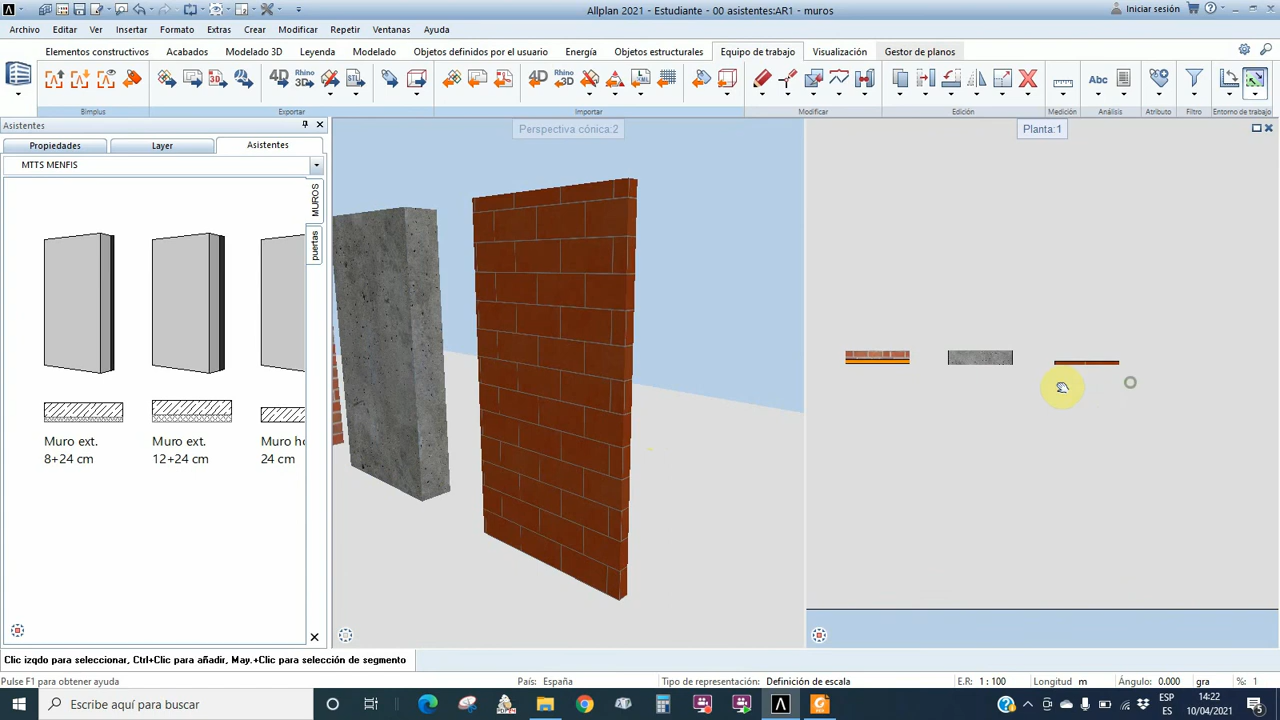 Allplan 2021 - Estudiante - 00 asistentes:AR1 - muros
Iniciar sesión
Archivo Editar Ver Insertar Formato Extras Crear Modificar Repetir Ventanas Ayuda
Elementos constructivos Acabados Modelado 3D Leyenda Modelado Objetos definidos por el usuario Energía Objetos estructurales Equipo de trabajo Visualización Gestor de planos
Bimplus Exportar Importar Modificar Edición Medición Análisis Atributo Filtro Entorno de trabajo
Asistentes
Propiedades Layer Asistentes
MTTS MENFIS
MUROS
puertas
Muro ext.
8+24 cm
Muro ext.
12+24 cm
Muro ho
24 cm
Perspectiva cónica:2
Planta:1
Clic izqdo para seleccionar, Ctrl+Clic para añadir, May.+Clic para selección de segmento
Pulse F1 para obtener ayuda
País: España
Tipo de representación: Definición de escala
E.R: 1 : 100
Longitud m
Ángulo: 0.000 gra
%: 1
Escribe aquí para buscar
ESP
ES
14:22
10/04/2021